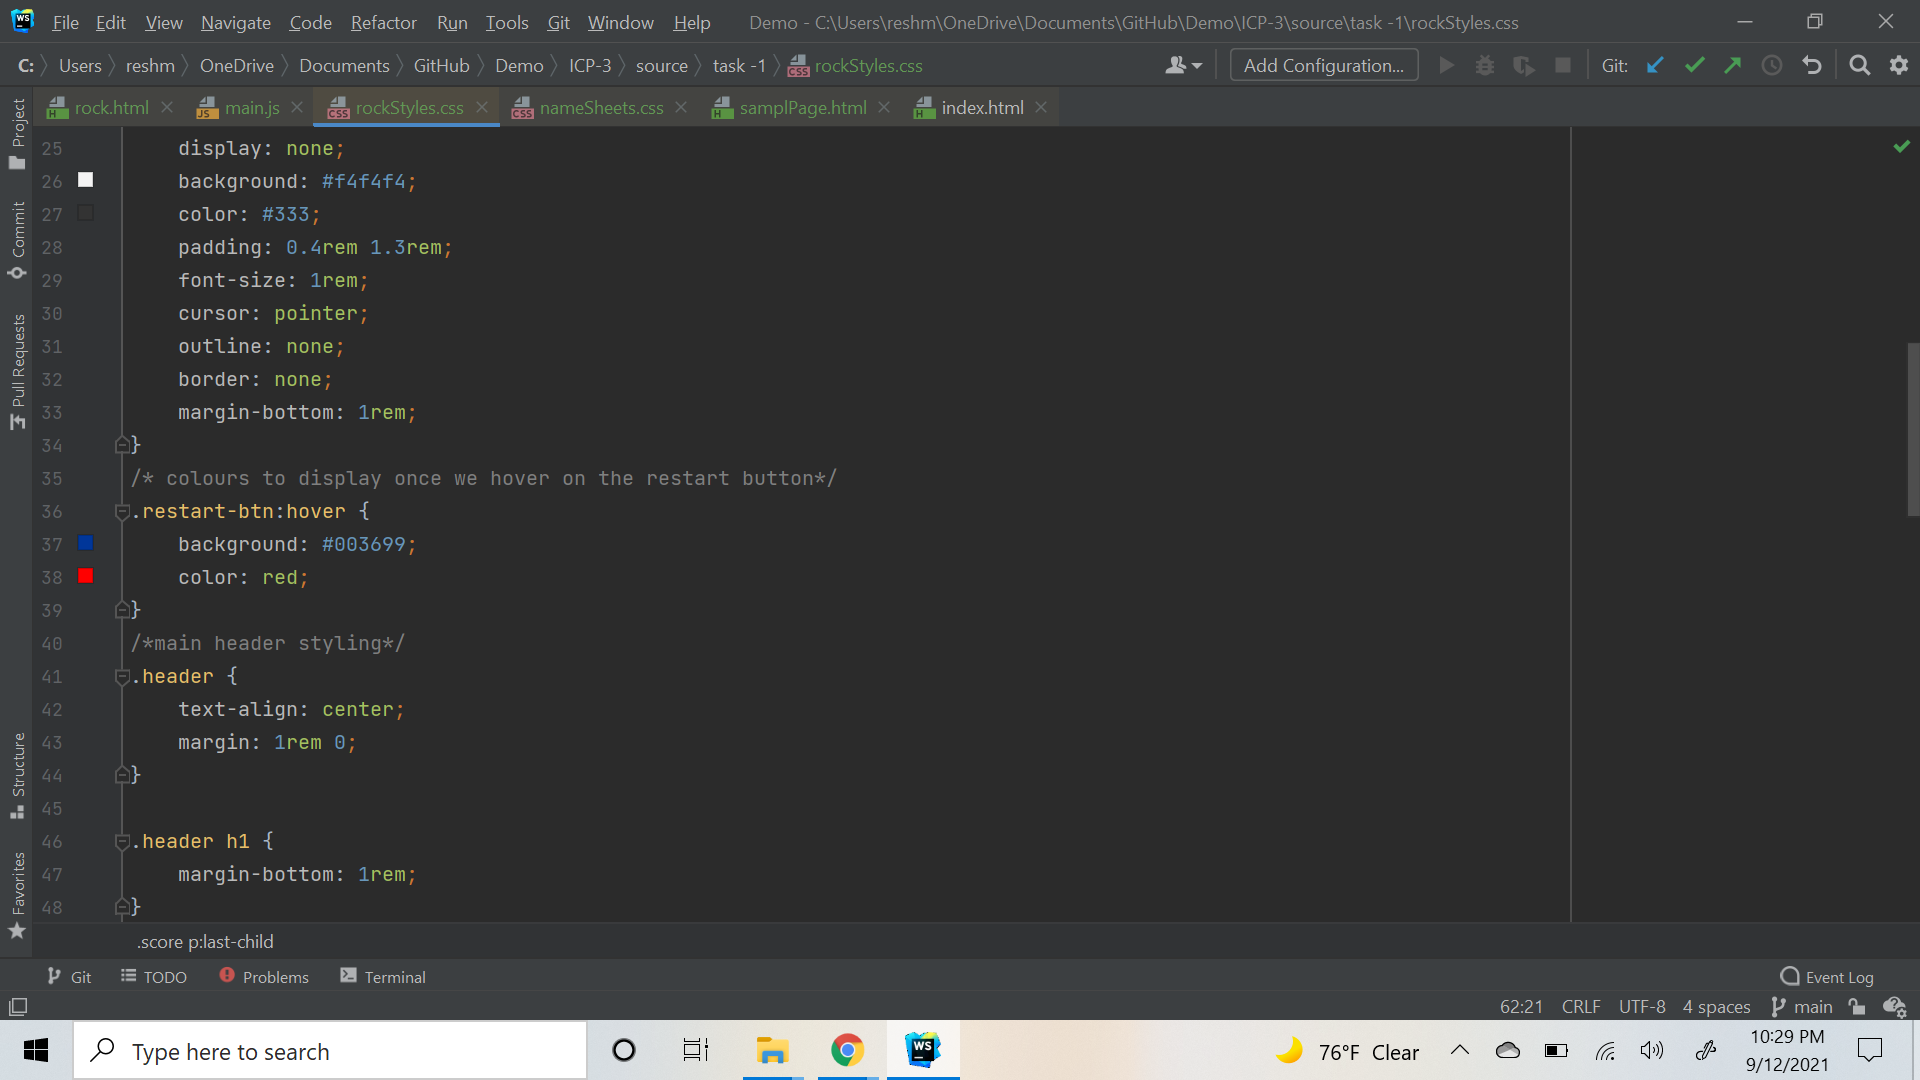 WS File Edit View Navigate Code Refactor Run Tools Git Window Help Demo - C:\Users\reshm\OneDrive\Documents\GitHub\Demo\ICP-3\source\task -1\rockStyles.css
C: Users reshm OneDrive Documents GitHub Demo ICP-3 source task -1 CSS rockStyles.css Add Configuration... Git:
H rock.html JS main.js CSS rockStyles.css CSS nameSheets.css H samplPage.html H index.html
Project
Commit
Pull Requests
Structure
Favorites
25 display: none;
26 background: #f4f4f4;
27 color: #333;
28 padding: 0.4rem 1.3rem;
29 font-size: 1rem;
30 cursor: pointer;
31 outline: none;
32 border: none;
33 margin-bottom: 1rem;
34 }
35 /* colours to display once we hover on the restart button*/
36 .restart-btn:hover {
37 background: #003699;
38 color: red;
39 }
40 /*main header styling*/
41 .header {
42 text-align: center;
43 margin: 1rem 0;
44 }
45
46 .header h1 {
47 margin-bottom: 1rem;
48 }
.score p:last-child
Git TODO Problems Terminal Event Log
62:21 CRLF UTF-8 4 spaces main
Type here to search WS 76°F Clear 10:29 PM
9/12/2021